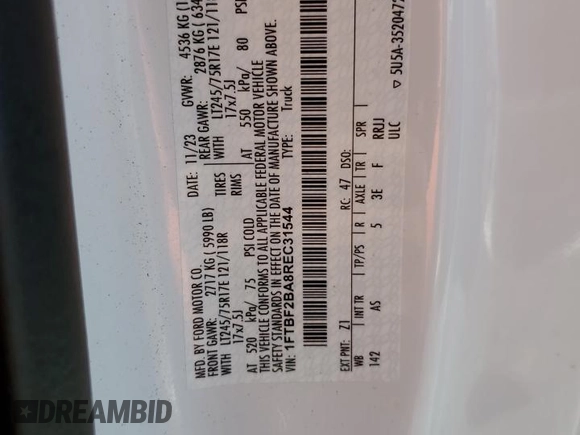 MFD. BY FORD MOTOR CO.
DATE: 11/23 GVWR: 4536 KG (1
FRONT GAWR: 2717 KG ( 5990 LB)
REAR GAWR: 2876 KG ( 634
WITH LT245/75R17E 121/118R TIRES WITH LT245/75R17E 121/11
17x7.5J RIMS 17x7.5J
AT 520 kPa/ 75 PSI COLD AT 550 kPa/ 80 PSI
THIS VEHICLE CONFORMS TO ALL APPLICABLE FEDERAL MOTOR VEHICLE
SAFETY STANDARDS IN EFFECT ON THE DATE OF MANUFACTURE SHOWN ABOVE.
VIN: 1FTBF2BA8REC31544 TYPE: Truck
EXT PNT: Z1 RC: 47 DSO:
WB INT TR TP/PS R AXLE TR SPR
142 AS 5 3E F RRJJ
ULC
▽ 5U5A-3520472
DREAMBID